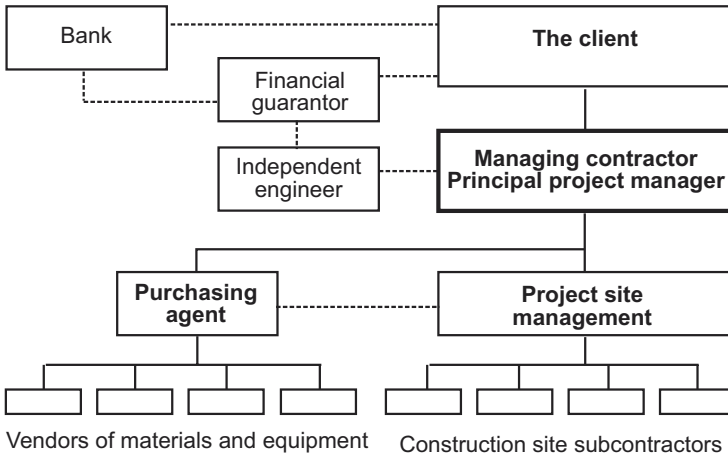 Bank
The client
Financial
guarantor
Independent
engineer
Managing contractor
Principal project manager
Purchasing
agent
Project site
management
Vendors of materials and equipment
Construction site subcontractors